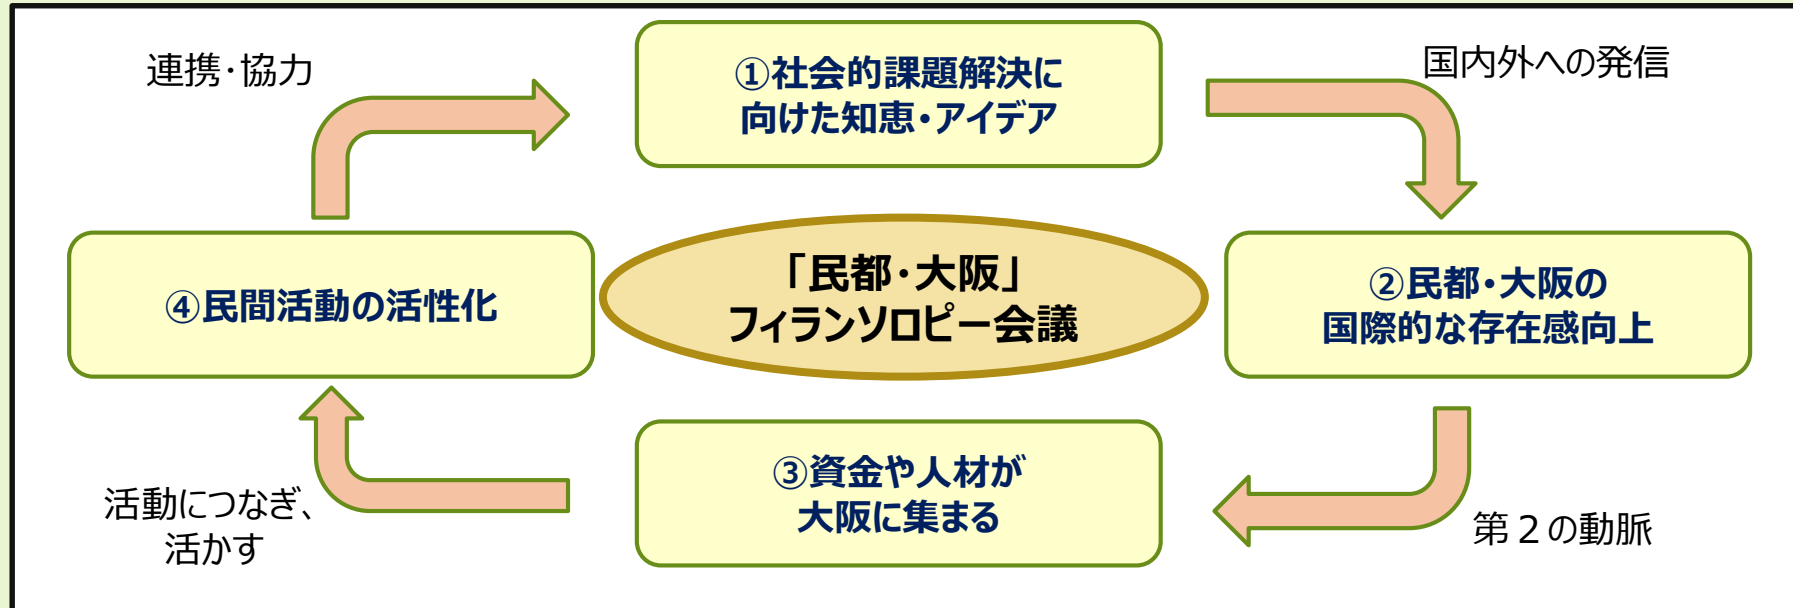 連携・協力
①社会的課題解決に
向けた知恵・アイデア
国内外への発信
「民都・大阪」
フィランソロピー会議
④民間活動の活性化
②民都・大阪の
国際的な存在感向上
③資金や人材が
大阪に集まる
活動につなぎ、
活かす
第２の動脈